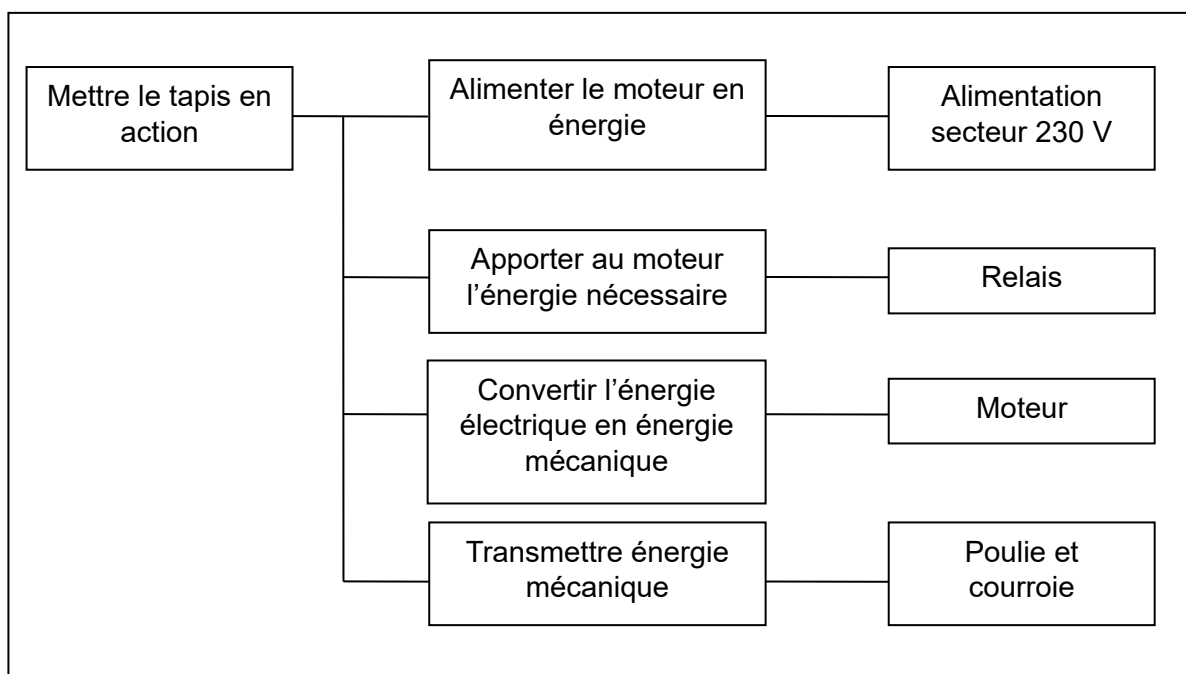 Mettre le tapis en
action
Alimenter le moteur en
énergie
Alimentation
secteur 230 V
Apporter au moteur
l’énergie nécessaire
Relais
Convertir l’énergie
électrique en énergie
mécanique
Moteur
Transmettre énergie
mécanique
Poulie et
courroie